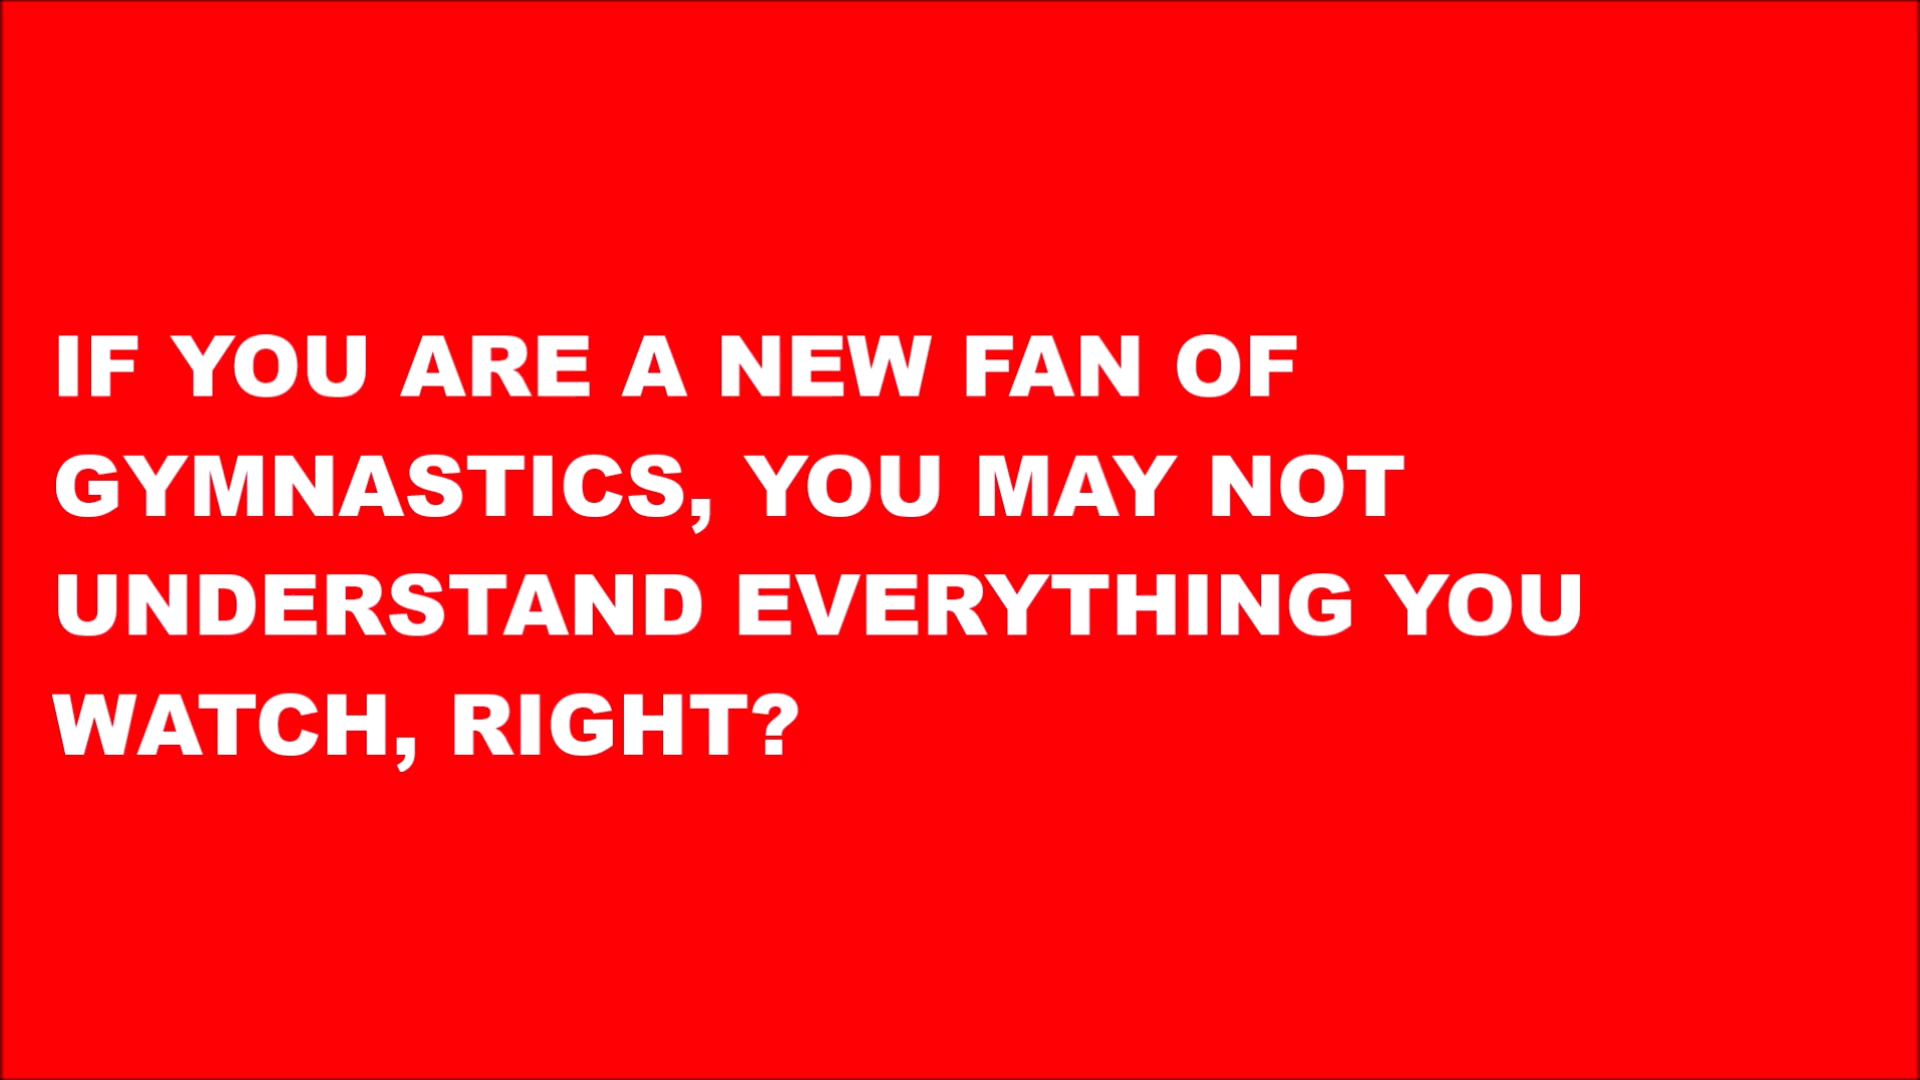 IF YOU ARE A NEW FAN OF
GYMNASTICS, YOU MAY NOT
UNDERSTAND EVERYTHING YOU
WATCH, RIGHT?